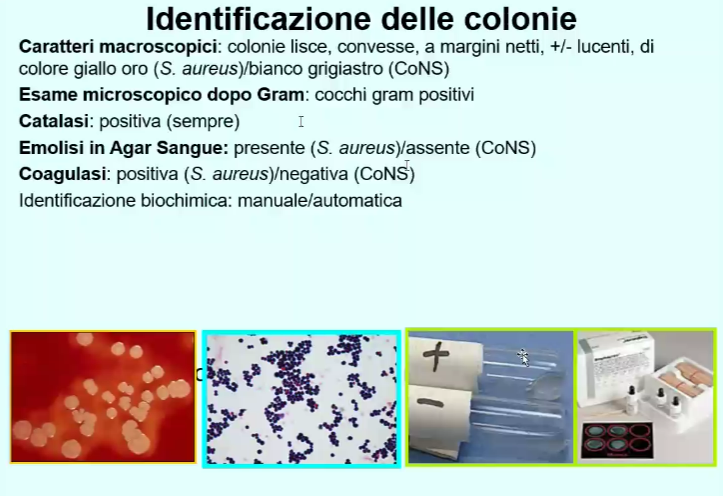 Identificazione delle colonie
Caratteri macroscopici: colonie lisce, convesse, a margini netti, +/- lucenti, di
colore giallo oro (S. aureus)/bianco grigiastro (CoNS)
Esame microscopico dopo Gram: cocchi gram positivi
Catalasi: positiva (sempre)
Emolisi in Agar Sangue: presente (S. aureus)/assente (CoNS)
Coagulasi: positiva (S. aureus)/negativa (CoNS)
Identificazione biochimica: manuale/automatica
+
-